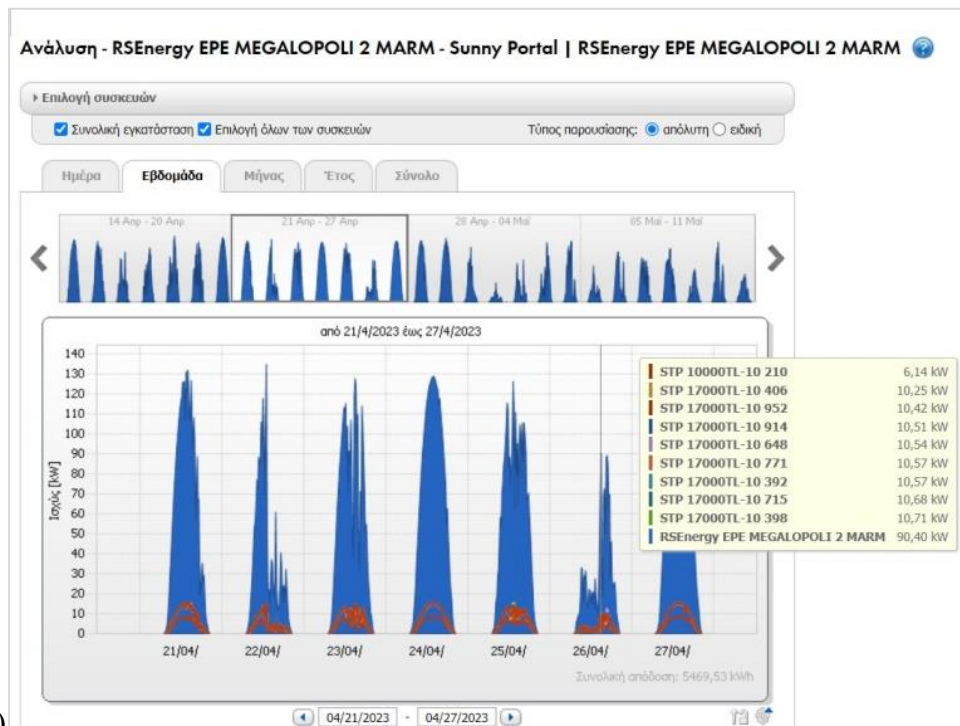 Ανάλυση - RSEnergy EPE MEGALOPOLI 2 MARM - Sunny Portal | RSEnergy EPE MEGALOPOLI 2 MARM ?
Επιλογή συσκευών
Συνολική εγκατάσταση Επιλογή όλων των συσκευών Τύπος παρουσίασης: απόλυτη ειδική
Ημέρα Εβδομάδα Μήνας Έτος Σύνολο
14 Απρ - 20 Απρ 21 Απρ - 27 Απρ 28 Απρ - 04 Μαΐ 05 Μαΐ - 11 Μαΐ
από 21/4/2023 έως 27/4/2023
Ισχύς [kW]
140
130
120
110
100
90
80
70
60
50
40
30
20
10
0
21/04/ 22/04/ 23/04/ 24/04/ 25/04/ 26/04/ 27/04/
STP 10000TL-10 210 6,14 kW
STP 17000TL-10 406 10,25 kW
STP 17000TL-10 952 10,42 kW
STP 17000TL-10 914 10,51 kW
STP 17000TL-10 648 10,54 kW
STP 17000TL-10 771 10,57 kW
STP 17000TL-10 392 10,57 kW
STP 17000TL-10 715 10,68 kW
STP 17000TL-10 398 10,71 kW
RSEnergy EPE MEGALOPOLI 2 MARM 90,40 kW
Συνολική απόδοση: 5469,53 kWh
04/21/2023 - 04/27/2023
)